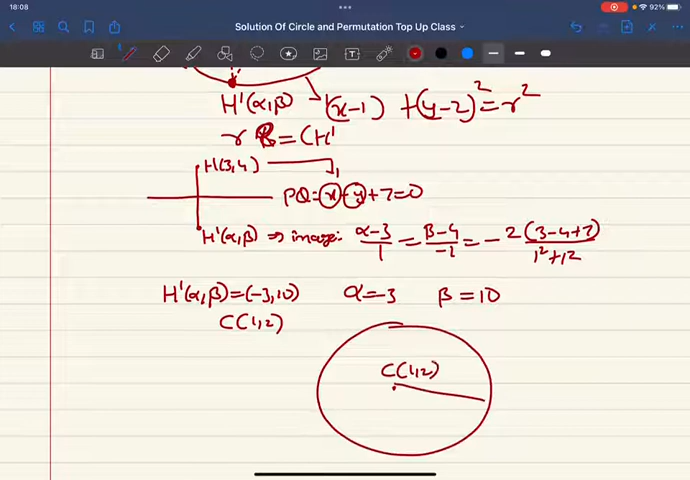 18:08
92%
Solution Of Circle and Permutation Top Up Class
H'(α,β) (x-1)² + (y-2)² = r²
r = CH'
H(3,4)
PQ = x - y + 7 = 0
H'(α,β) ⇒ image: (α-3)/1 = (β-4)/-1 = -2(3-4+7)/(1²+1²)
H'(α,β) = (-3,10) α = -3 β = 10
C(1,2)
C(1,2)